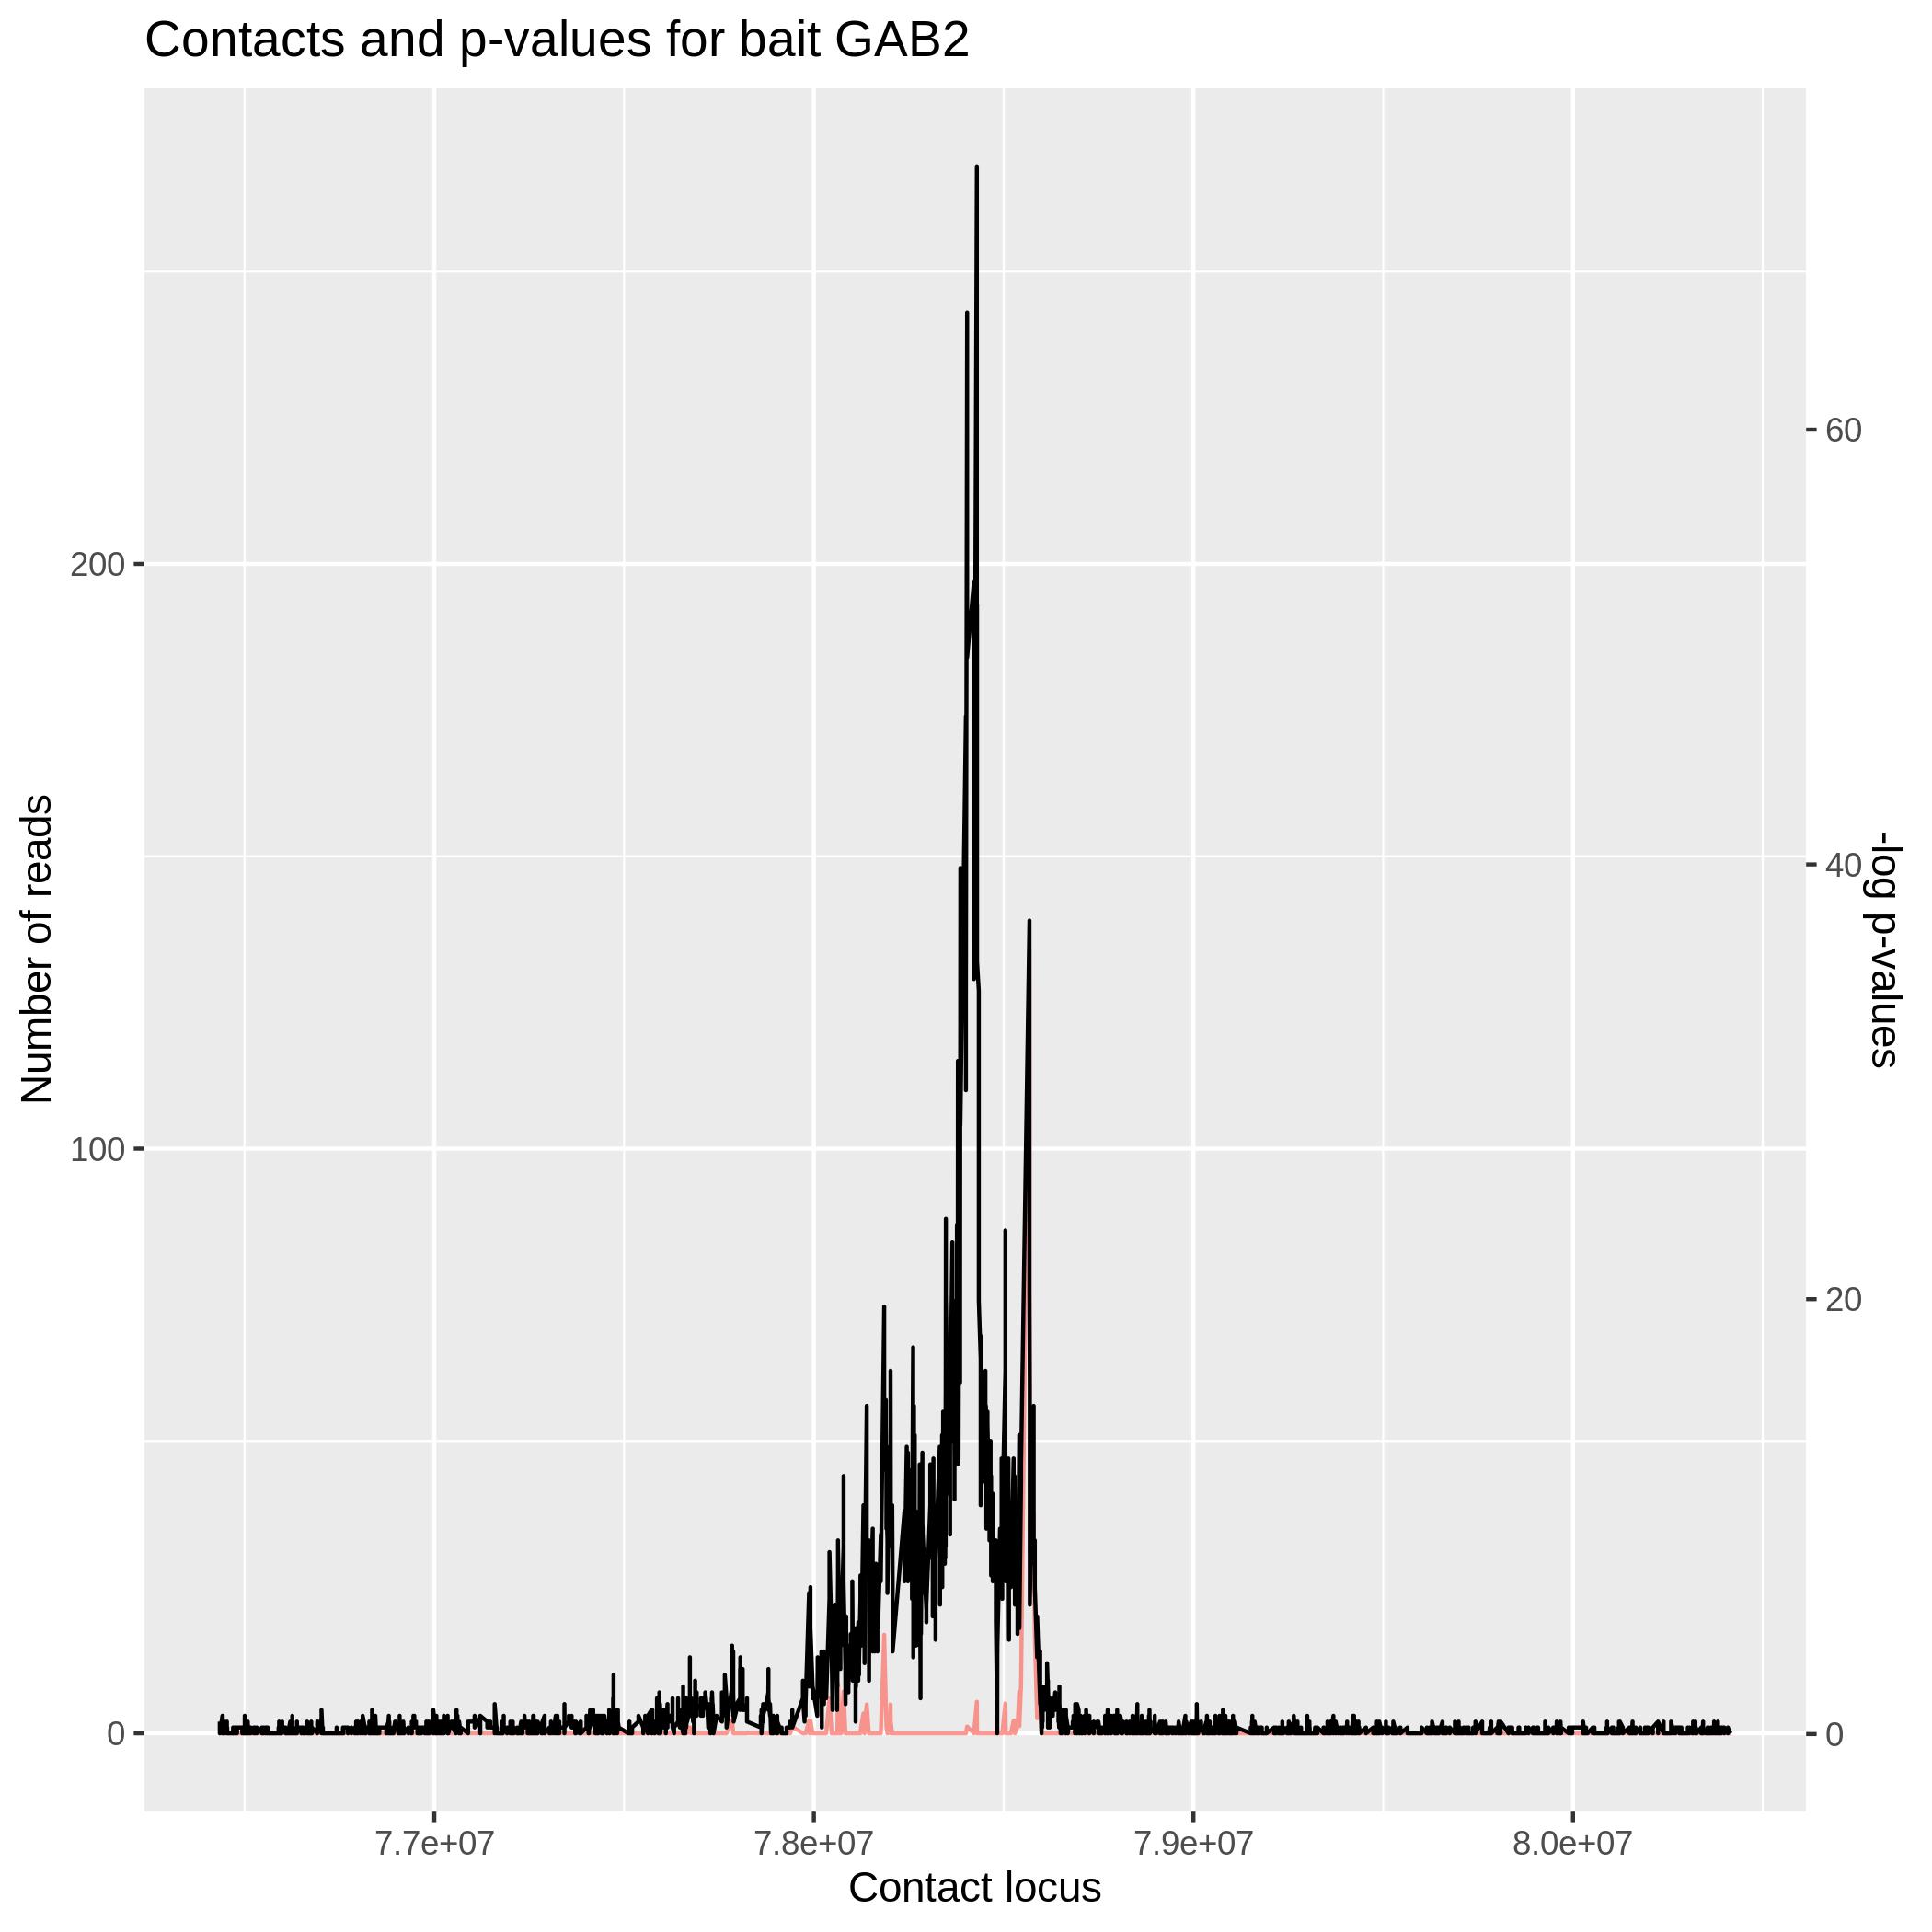 Contacts and p-values for bait GAB2
Number of reads
200
100
0
60
40
20
0
-log p-values
7.7e+07
7.8e+07
7.9e+07
8.0e+07
Contact locus